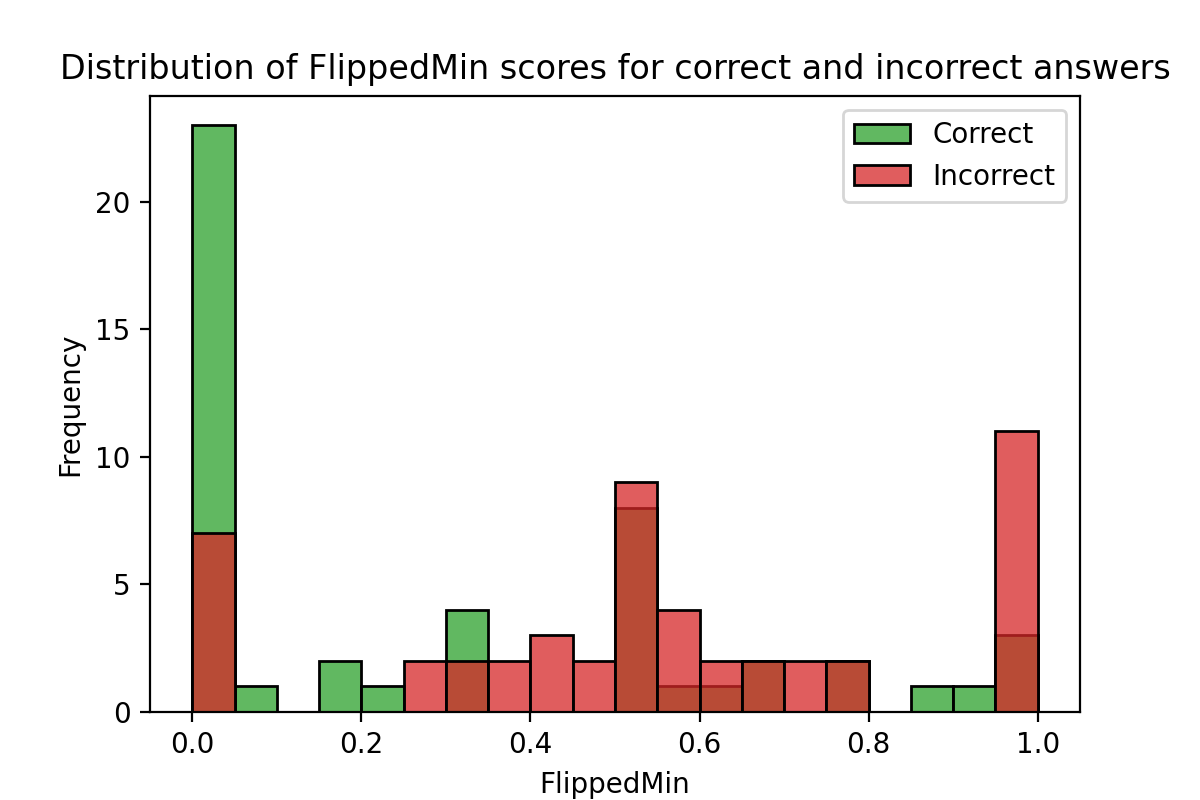 Distribution of FlippedMin scores for correct and incorrect answers
Correct
Incorrect
Frequency
20
15
10
5
0
0.0 0.2 0.4 0.6 0.8 1.0
FlippedMin